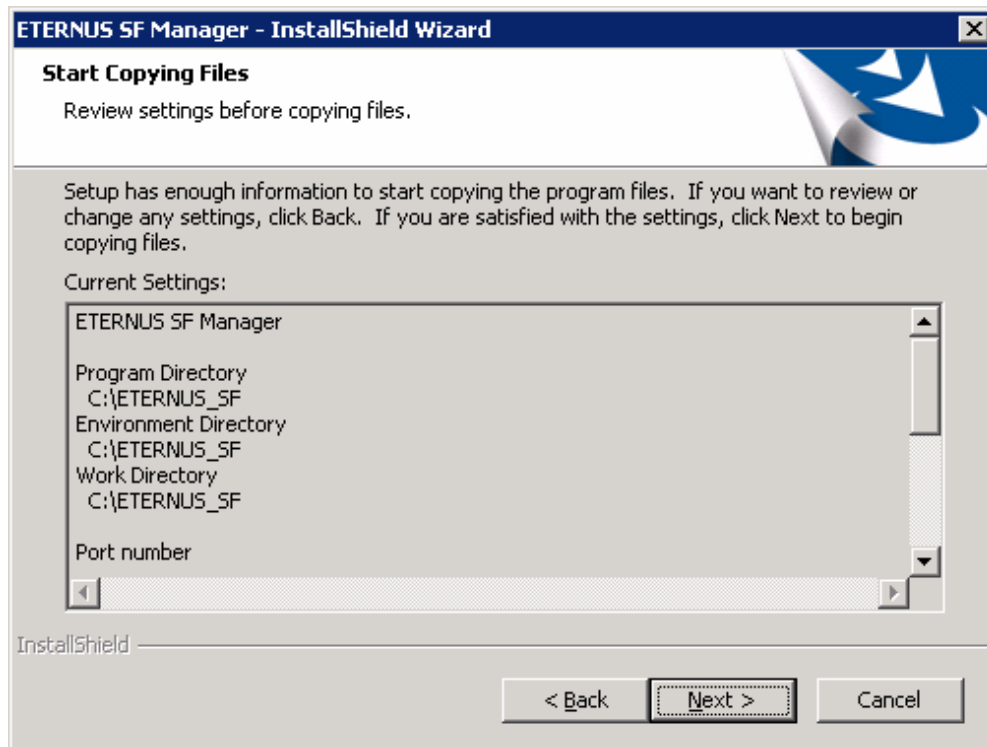 ETERNUS SF Manager - InstallShield Wizard
Start Copying Files
Review settings before copying files.
Setup has enough information to start copying the program files.  If you want to review or
change any settings, click Back.  If you are satisfied with the settings, click Next to begin
copying files.
Current Settings:
ETERNUS SF Manager
Program Directory
C:\ETERNUS_SF
Environment Directory
C:\ETERNUS_SF
Work Directory
C:\ETERNUS_SF
Port number
InstallShield
< Back
Next >
Cancel